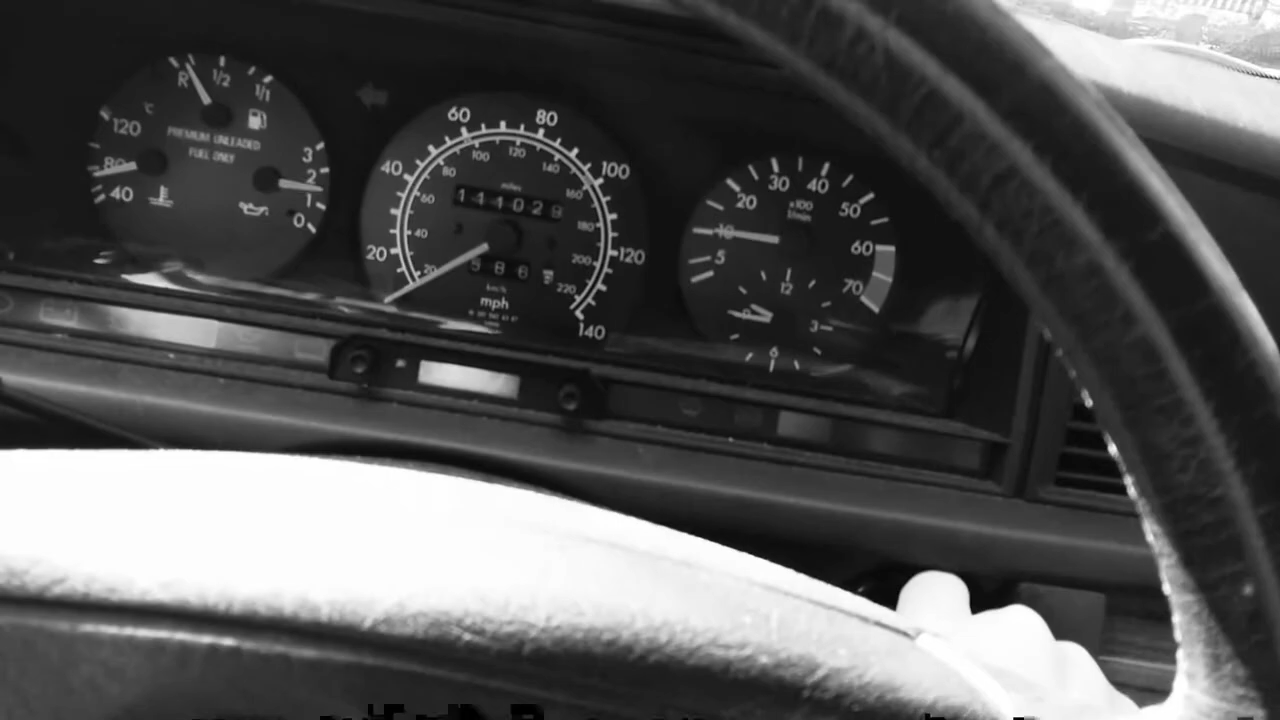 R 1/2 1/1
°C
120
80
40
PREMIUM UNLEADED
FUEL ONLY
3
2
1
0
20 40 60 80 100 120 140
20 40 60 80 100 120 140 160 180 200 220
miles
144028
586
km/h
mph
5 10 20 30 40 50 60 70
x100
1/min
12
3
6
9